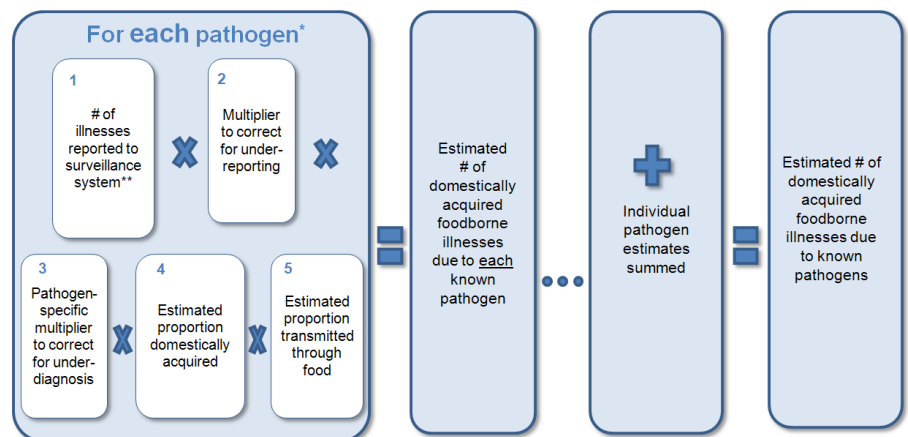 For each pathogen*
1
# of
illnesses
reported to
surveillance
system**
2
Multiplier
to correct
for under-
reporting
3
Pathogen-
specific
multiplier
to correct
for under-
diagnosis
4
Estimated
proportion
domestically
acquired
5
Estimated
proportion
transmitted
through
food
Estimated
# of
domestically
acquired
foodborne
illnesses
due to each
known
pathogen
Individual
pathogen
estimates
summed
Estimated # of
domestically
acquired
foodborne
illnesses due
to known
pathogens